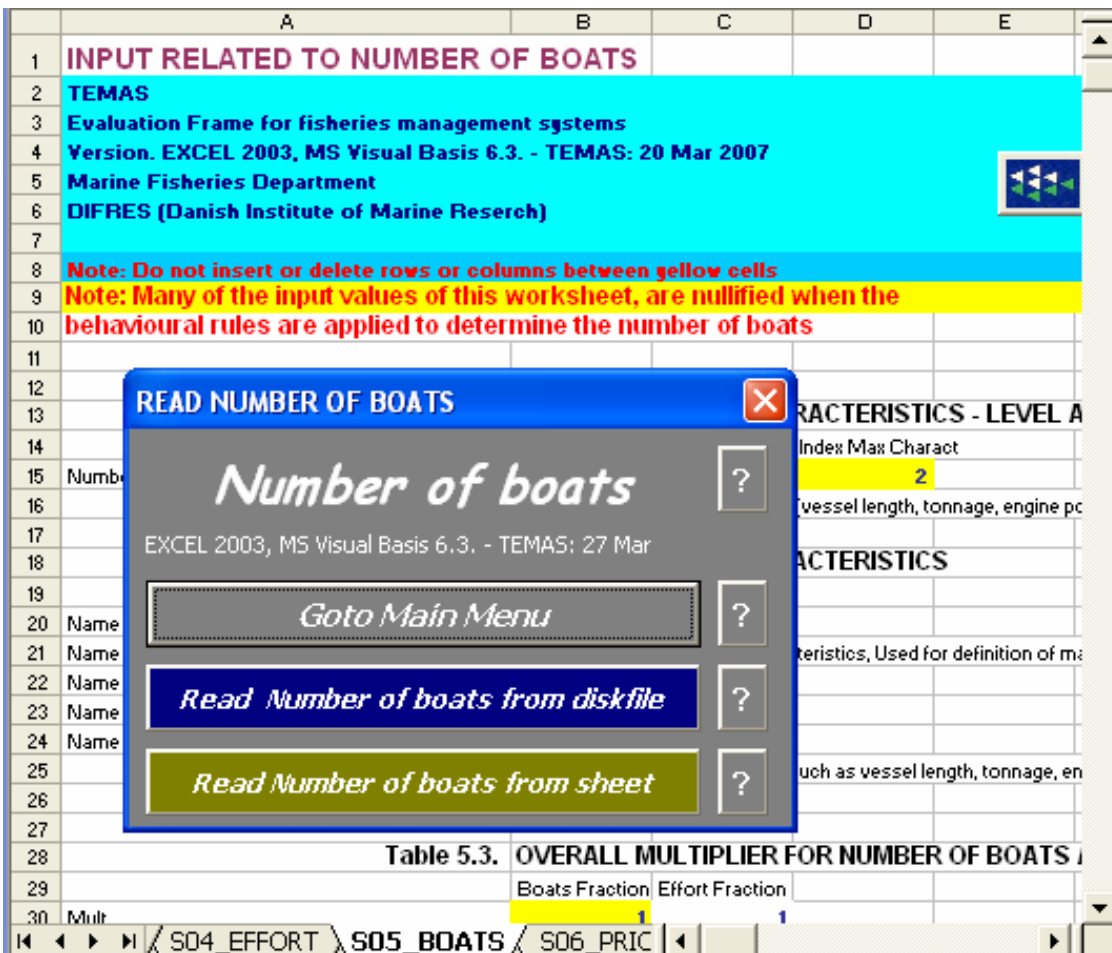 A B C D E
1 INPUT RELATED TO NUMBER OF BOATS
2 TEMAS
3 Evaluation Frame for fisheries management systems
4 Version. EXCEL 2003, MS Visual Basis 6.3. - TEMAS: 20 Mar 2007
5 Marine Fisheries Department
6 DIFRES (Danish Institute of Marine Reserch)
7
8 Note: Do not insert or delete rows or columns between yellow cells
9 Note: Many of the input values of this worksheet, are nullified when the
10 behavioural rules are applied to determine the number of boats
11
12
READ NUMBER OF BOATS
13 RACTERISTICS - LEVEL A
14 Index Max Charact
15 Numb 2
Number of boats ?
16 (vessel length, tonnage, engine po
17
EXCEL 2003, MS Visual Basis 6.3. - TEMAS: 27 Mar
18 ACTERISTICS
19
Goto Main Menu ?
20 Name
21 Name teristics, Used for definition of ma
22 Name
Read Number of boats from diskfile ?
23 Name
24 Name
25 uch as vessel length, tonnage, en
Read Number of boats from sheet ?
26
27
28 Table 5.3. OVERALL MULTIPLIER FOR NUMBER OF BOATS
29 Boats Fraction Effort Fraction
30 Mult 1 1
S04_EFFORT S05_BOATS S06_PRIC